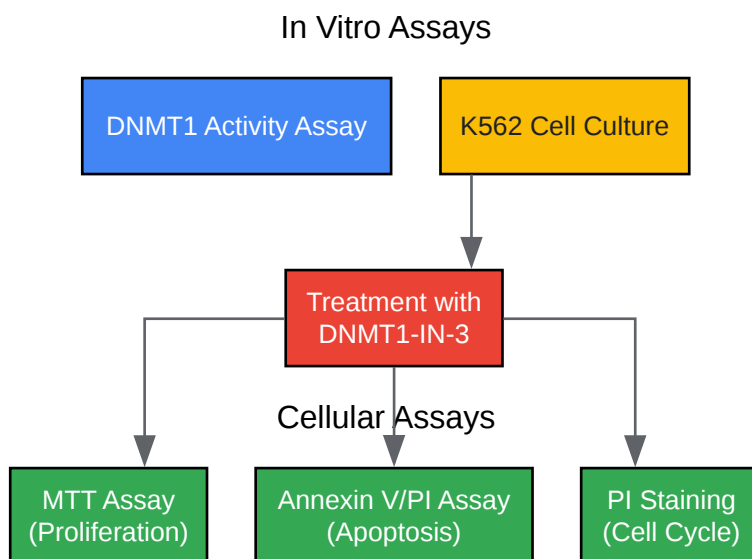 In Vitro Assays
DNMT1 Activity Assay
K562 Cell Culture
Treatment with
DNMT1-IN-3
Cellular Assays
MTT Assay
(Proliferation)
Annexin V/PI Assay
(Apoptosis)
PI Staining
(Cell Cycle)